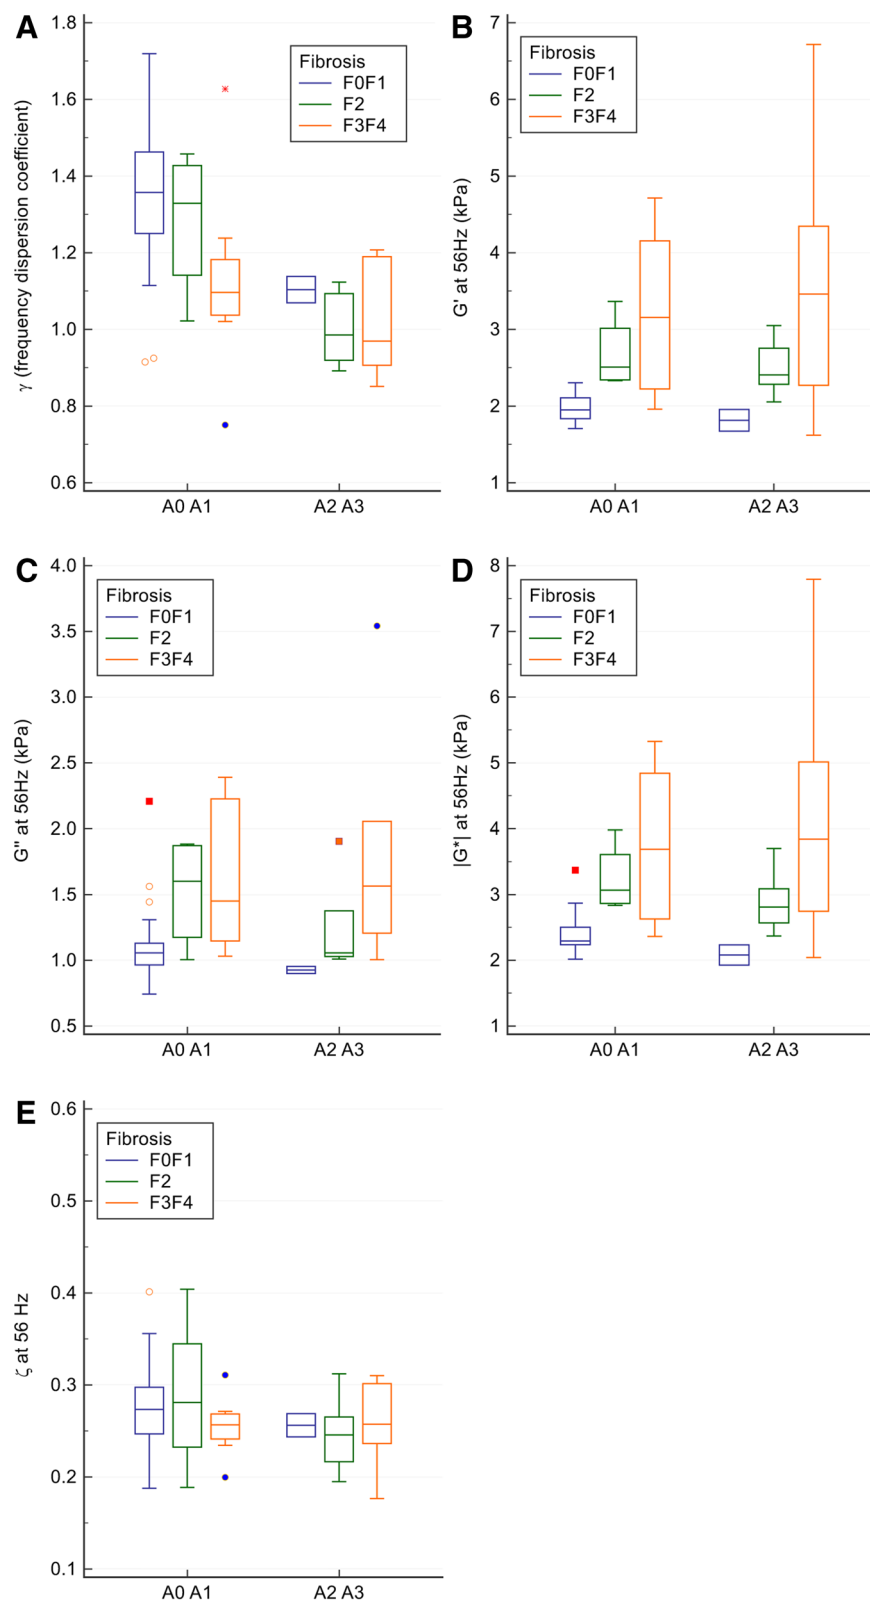 A
γ (frequency dispersion coefficient)
1.8
1.6
1.4
1.2
1.0
0.8
0.6
Fibrosis
F0F1
F2
F3F4
A0 A1
A2 A3
B
G' at 56Hz (kPa)
7
6
5
4
3
2
1
Fibrosis
F0F1
F2
F3F4
A0 A1
A2 A3
C
G'' at 56Hz (kPa)
4.0
3.5
3.0
2.5
2.0
1.5
1.0
0.5
Fibrosis
F0F1
F2
F3F4
A0 A1
A2 A3
D
|G*| at 56Hz (kPa)
8
7
6
5
4
3
2
1
Fibrosis
F0F1
F2
F3F4
A0 A1
A2 A3
E
ζ at 56 Hz
0.6
0.5
0.4
0.3
0.2
0.1
Fibrosis
F0F1
F2
F3F4
A0 A1
A2 A3